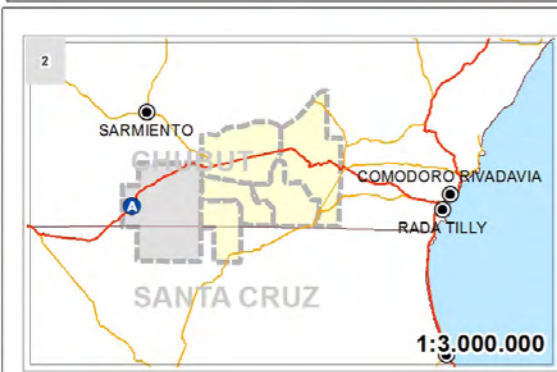 2
SARMIENTO
CHUBUT
COMODORO RIVADAVIA
A
RADA TILLY
SANTA CRUZ
1:3.000.000